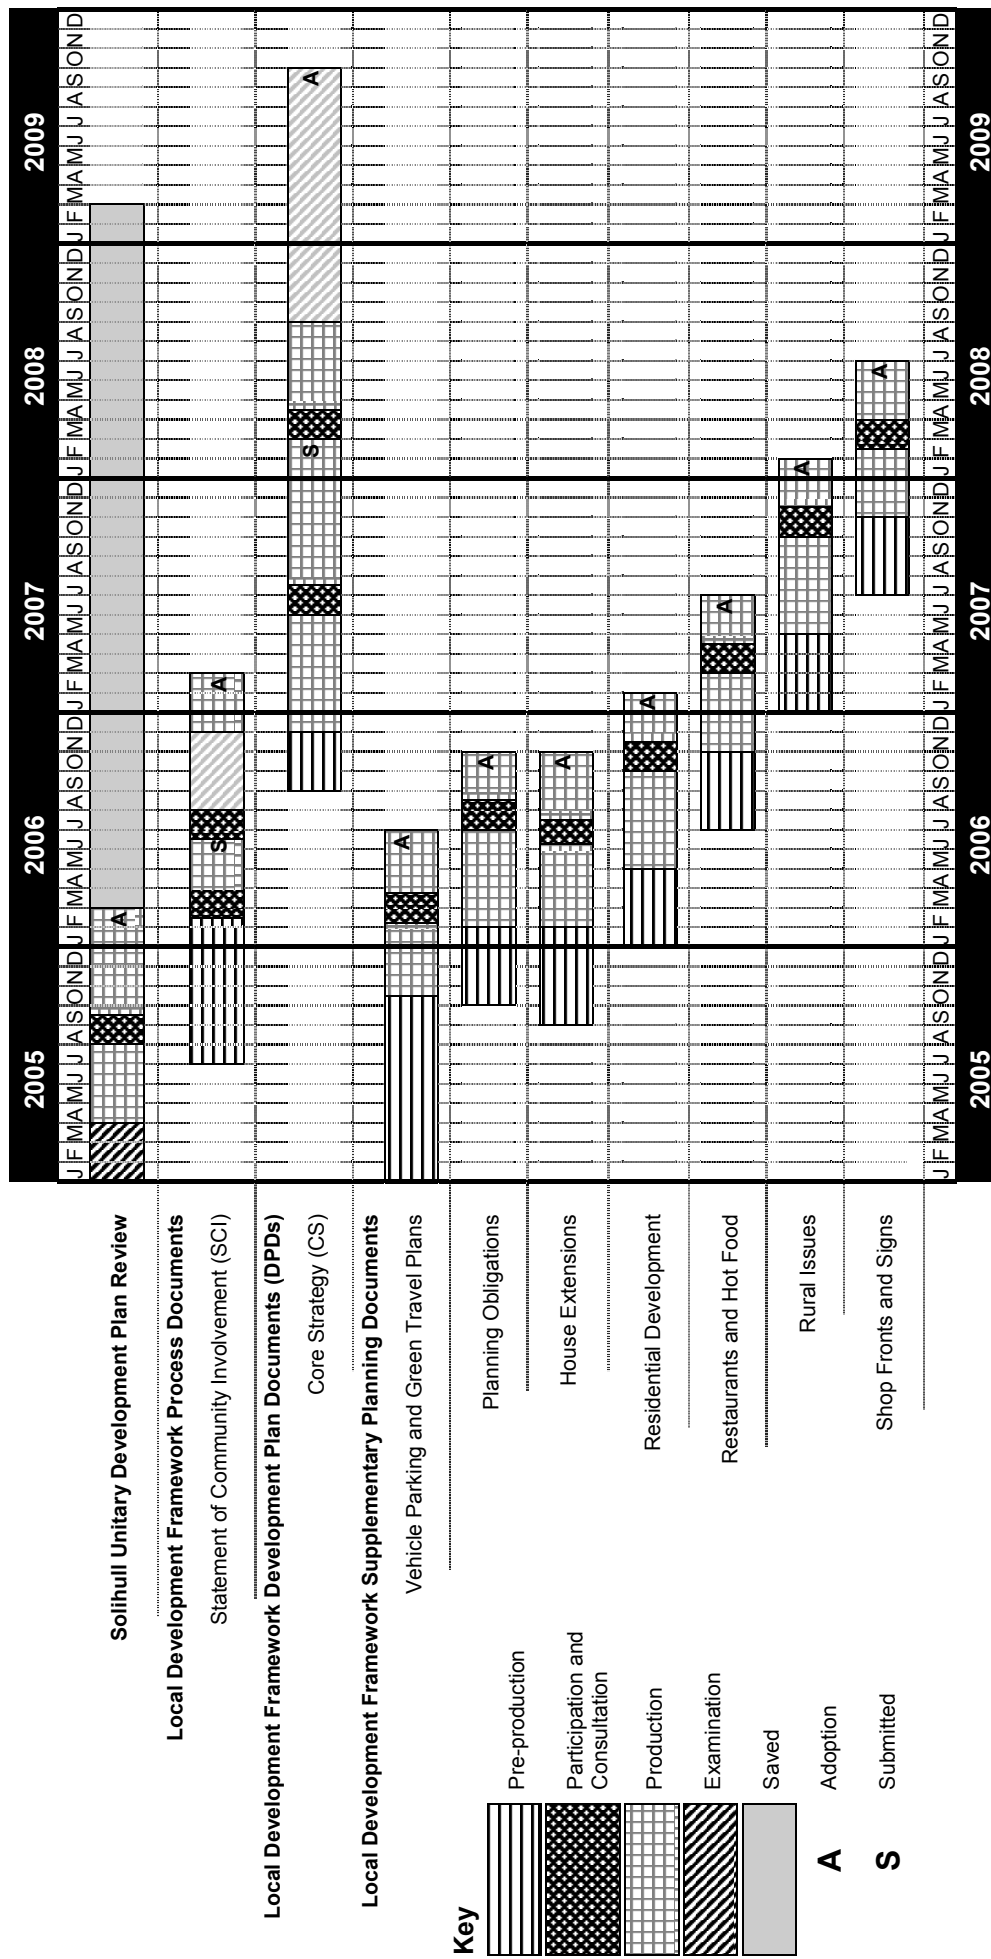 2005 2006 2007 2008 2009
J F M A M J J A S O N D J F M A M J J A S O N D J F M A M J J A S O N D J F M A M J J A S O N D J F M A M J J A S O N D
Solihull Unitary Development Plan Review
A
Local Development Framework Process Documents
Statement of Community Involvement (SCI)
S A
Local Development Framework Development Plan Documents (DPDs)
Core Strategy (CS)
S A
Local Development Framework Supplementary Planning Documents
Vehicle Parking and Green Travel Plans
A
Planning Obligations
A
House Extensions
A
Residential Development
A
Restaurants and Hot Food
A
Rural Issues
A
Shop Fronts and Signs
A
J F M A M J J A S O N D J F M A M J J A S O N D J F M A M J J A S O N D J F M A M J J A S O N D J F M A M J J A S O N D
2005 2006 2007 2008 2009
Key
Pre-production
Participation and
Consultation
Production
Examination
Saved
A Adoption
S Submitted